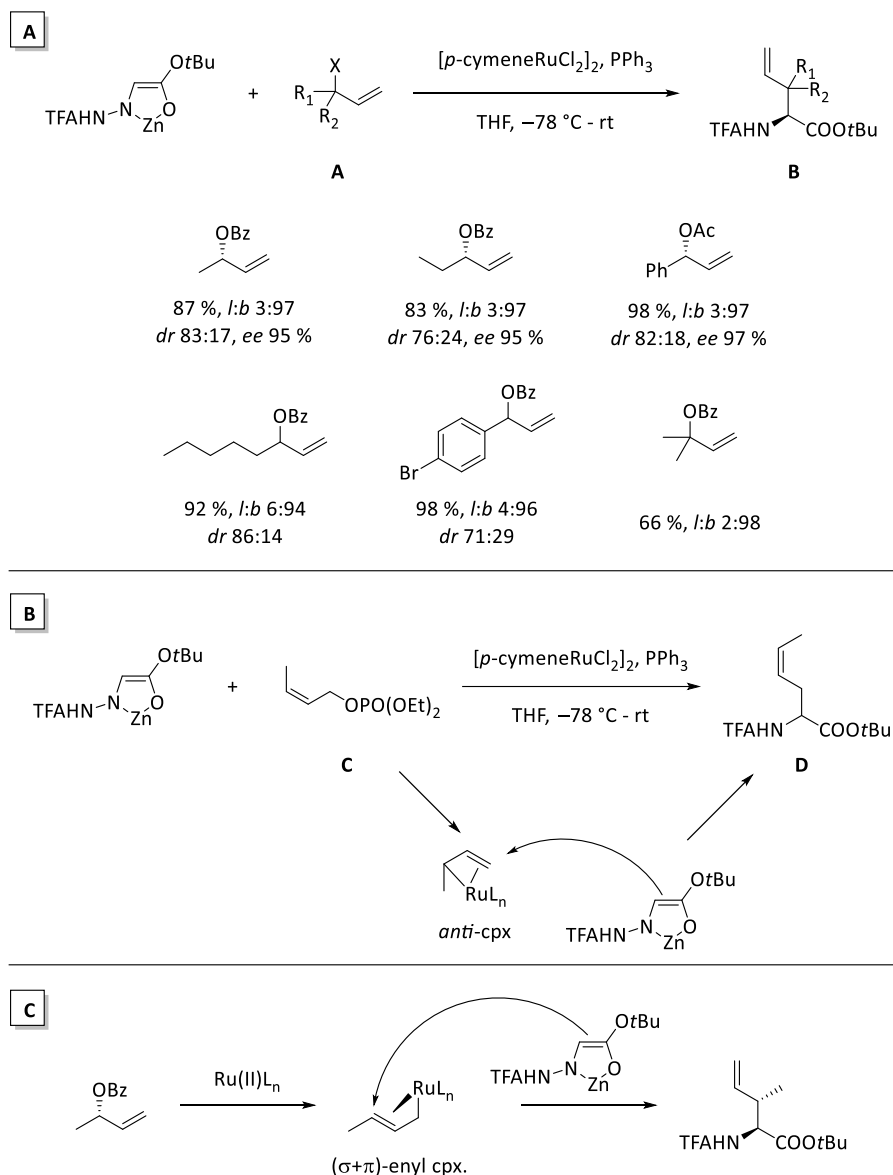 A
OtBu
TFAHN
N
O
Zn
+
X
R1
R2
A
[p-cymeneRuCl2]2, PPh3
THF, –78 °C - rt
R1
R2
TFAHN
COOtBu
B
OBz
OBz
OAc
Ph
87 %, l:b 3:97
dr 83:17, ee 95 %
83 %, l:b 3:97
dr 76:24, ee 95 %
98 %, l:b 3:97
dr 82:18, ee 97 %
OBz
OBz
Br
OBz
92 %, l:b 6:94
dr 86:14
98 %, l:b 4:96
dr 71:29
66 %, l:b 2:98
B
OtBu
TFAHN
N
O
Zn
+
OPO(OEt)2
C
[p-cymeneRuCl2]2, PPh3
THF, –78 °C - rt
TFAHN
COOtBu
D
RuLn
anti-cpx
OtBu
TFAHN
N
O
Zn
C
OBz
Ru(II)Ln
RuLn
(σ+π)-enyl cpx.
OtBu
TFAHN
N
O
Zn
TFAHN
COOtBu